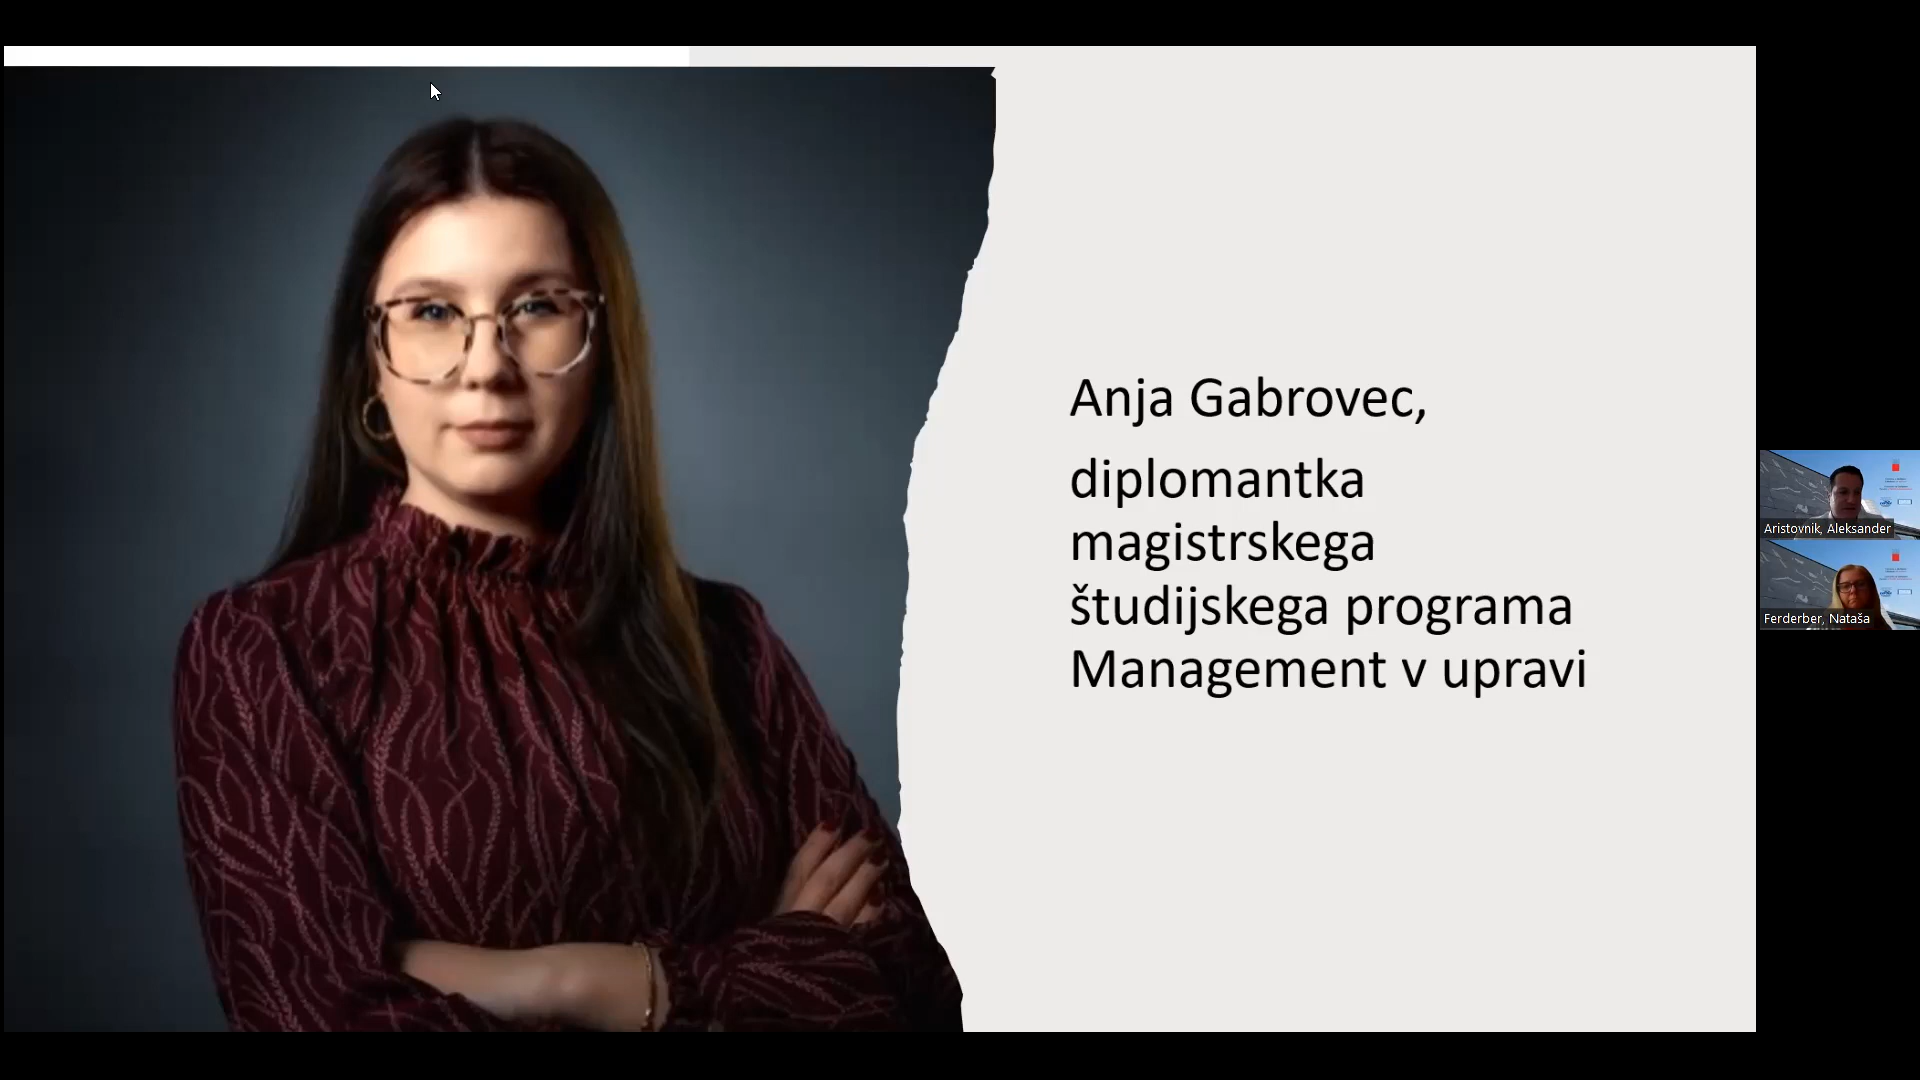 Anja Gabrovec,
diplomantka
magistrskega
študijskega programa
Management v upravi
Aristovnik, Aleksander
Ferderber, Nataša